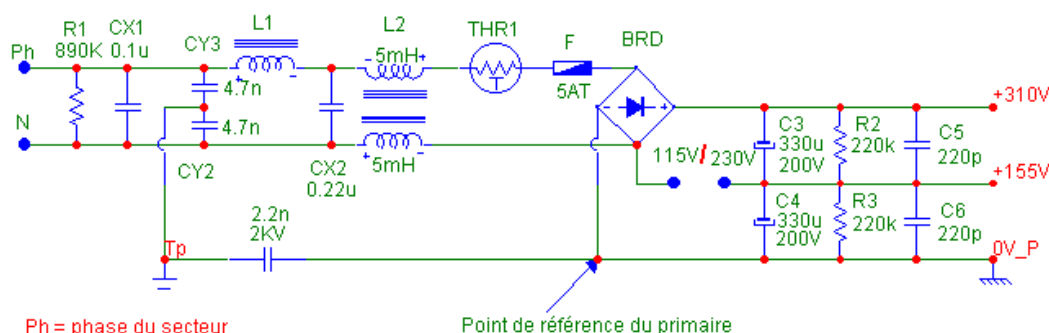 R1
890K
CX1
0.1u
CY3
L1
L2
THR1
F
BRD
Ph
5mH
T
5AT
4.7n
+310V
N
4.7n
C3
330u
200V
R2
220k
C5
220p
CY2
CX2
0.22u
5mH
115V/230V
+155V
C4
330u
200V
R3
220k
C6
220p
2.2n
2KV
Tp
0V_P
Ph = phase du secteur
Point de référence du primaire